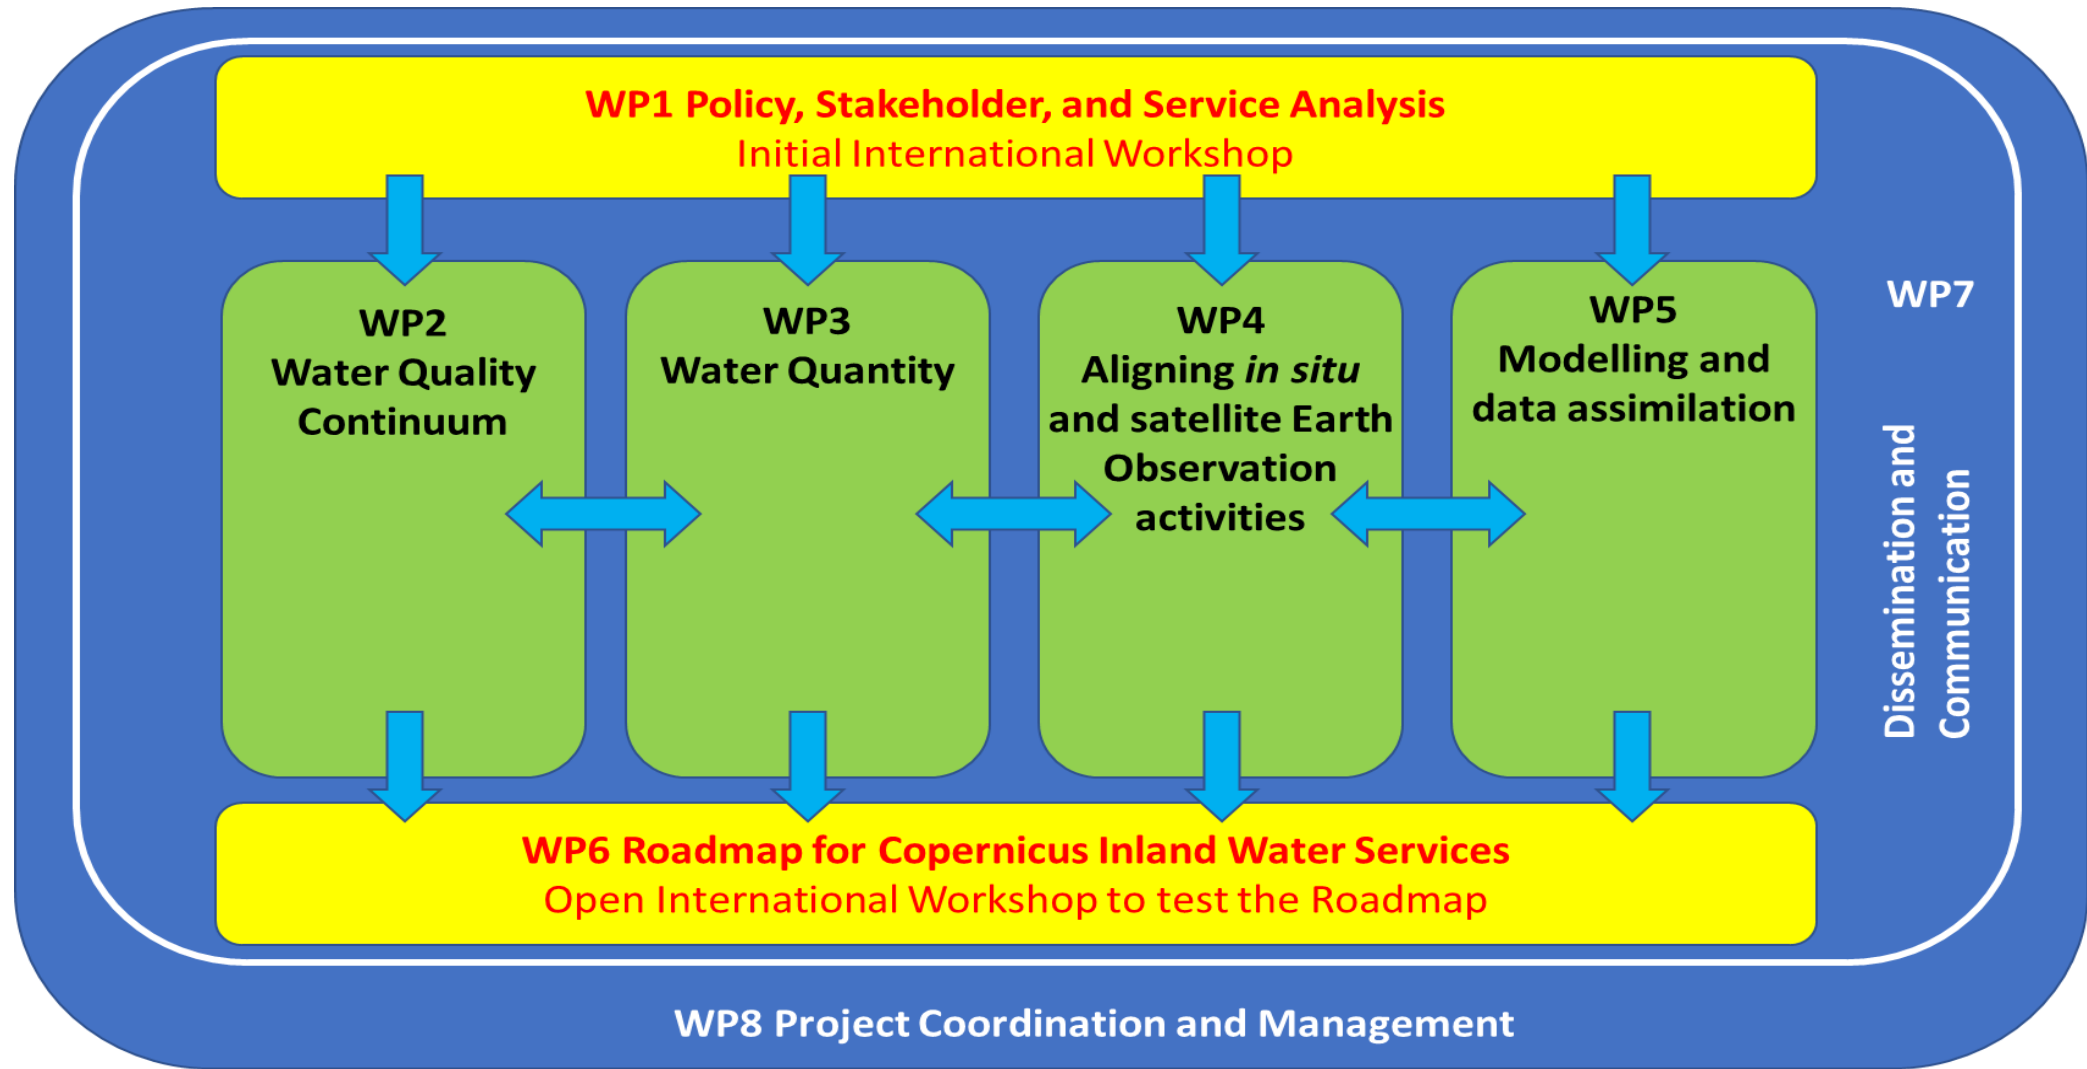 WP1 Policy, Stakeholder, and Service Analysis
Initial International Workshop
WP2
Water Quality
Continuum
WP3
Water Quantity
WP4
Aligning in situ
and satellite Earth
Observation
activities
WP5
Modelling and
data assimilation
WP7
Dissemination and
Communication
WP6 Roadmap for Copernicus Inland Water Services
Open International Workshop to test the Roadmap
WP8 Project Coordination and Management